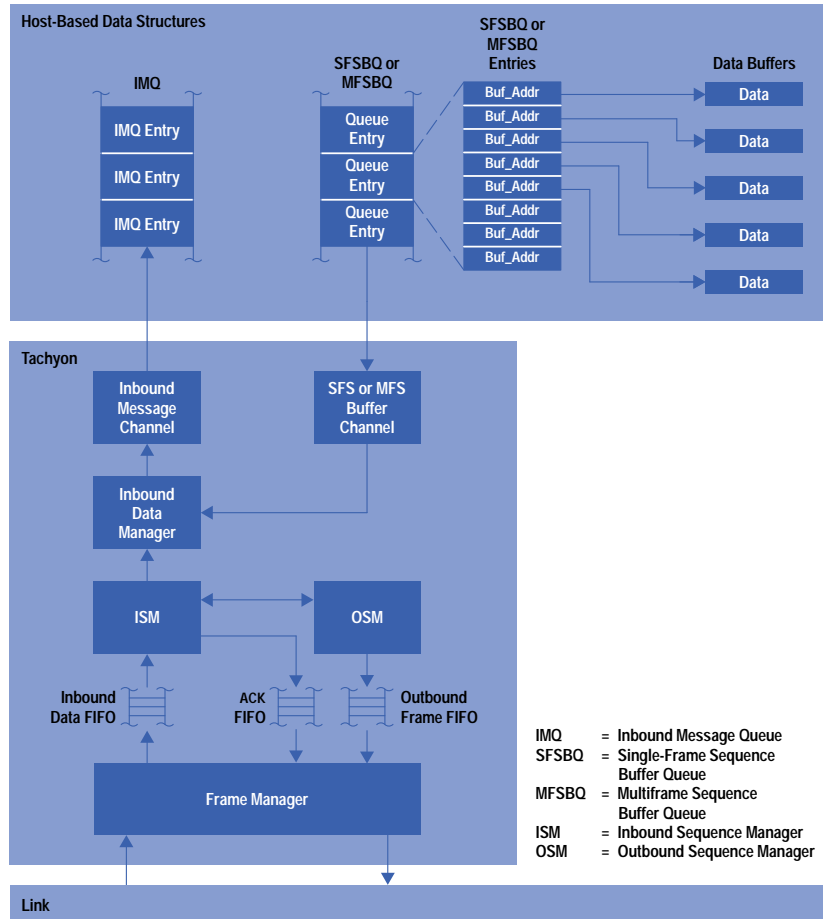 Host-Based Data Structures
IMQ
SFSBQ or
MFSBQ
SFSBQ or
MFSBQ
Entries
Data Buffers
IMQ Entry
IMQ Entry
IMQ Entry
Queue
Entry
Queue
Entry
Queue
Entry
Buf_Addr
Buf_Addr
Buf_Addr
Buf_Addr
Buf_Addr
Buf_Addr
Buf_Addr
Buf_Addr
Data
Data
Data
Data
Data
Tachyon
Inbound
Message
Channel
SFS or MFS
Buffer
Channel
Inbound
Data
Manager
ISM
OSM
Inbound
Data FIFO
ACK
FIFO
Outbound
Frame FIFO
Frame Manager
Link
IMQ = Inbound Message Queue
SFSBQ = Single-Frame Sequence
Buffer Queue
MFSBQ = Multiframe Sequence
Buffer Queue
ISM = Inbound Sequence Manager
OSM = Outbound Sequence Manager